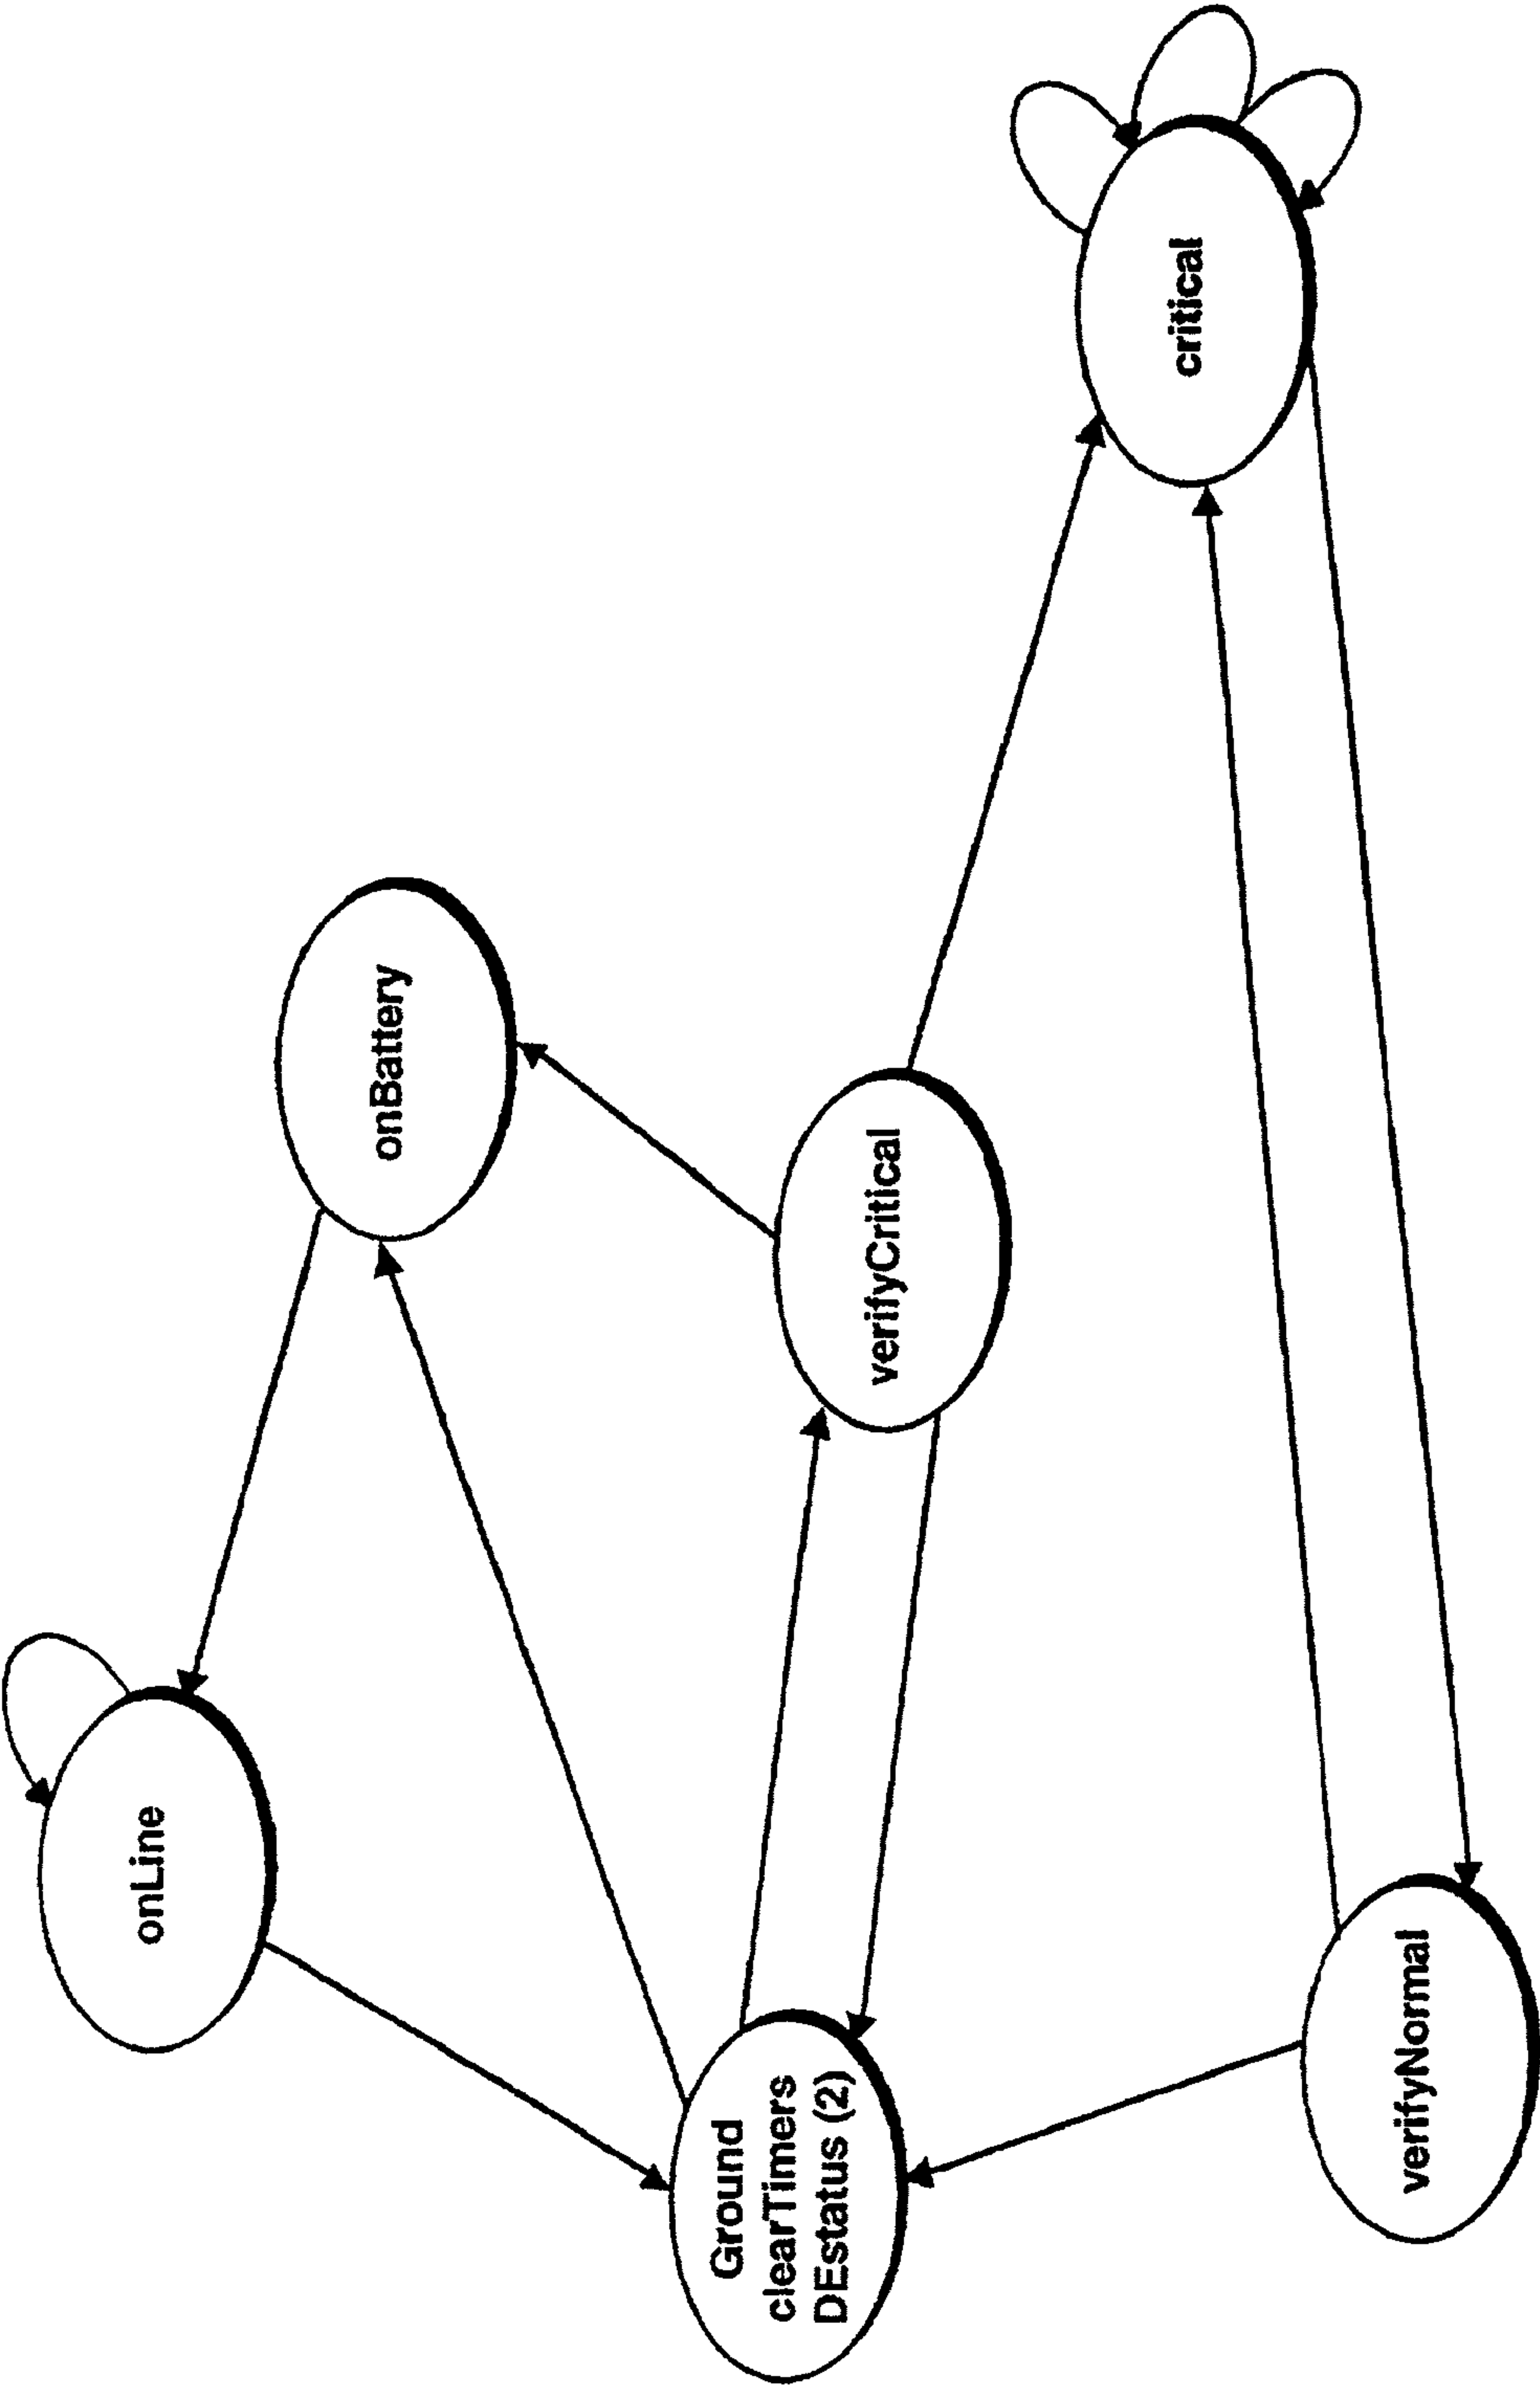 onLine
onBattery
Ground
clearTimers
DEstatus (2)
verifyCritical
critical
verifyNormal